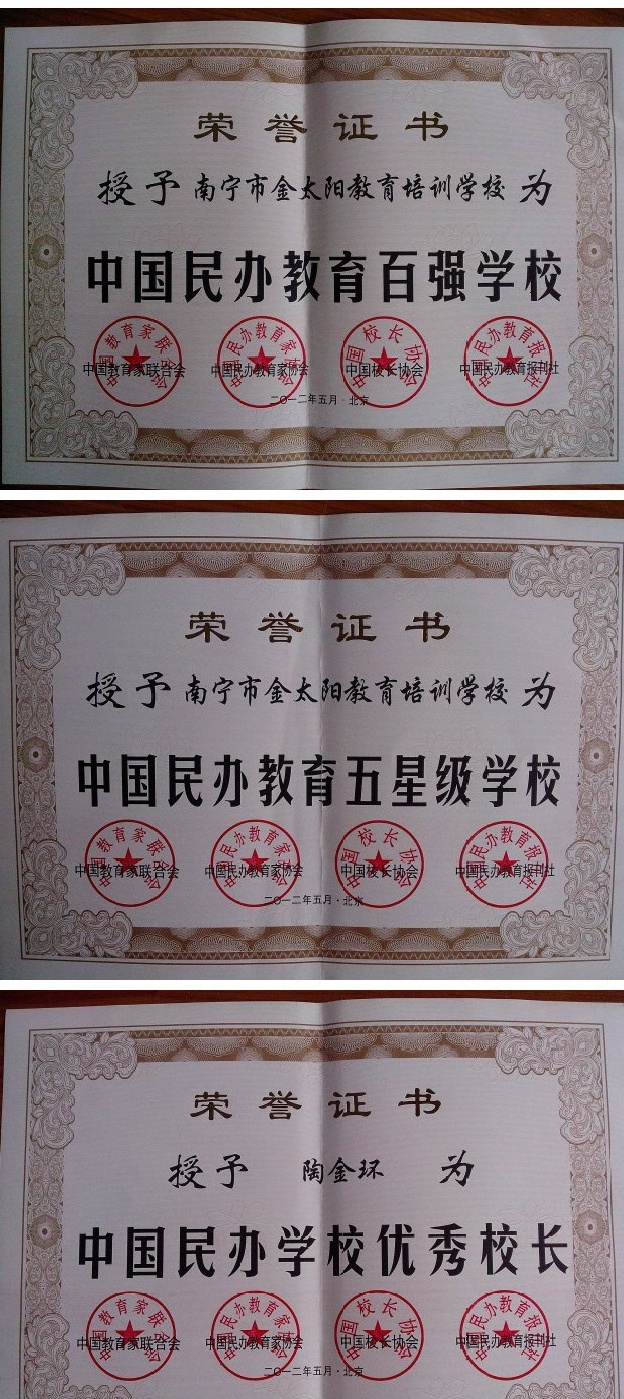 荣誉证书
授予 南宁市金太阳教育培训学校 为
中国民办教育百强学校
中国教育家联合会 中国民办教育家协会 中国校长协会 中国民办教育报刊社
二〇一二年五月·北京
荣誉证书
授予 南宁市金太阳教育培训学校 为
中国民办教育五星级学校
中国教育家联合会 中国民办教育家协会 中国校长协会 中国民办教育报刊社
二〇一二年五月·北京
荣誉证书
授予 陶金环 为
中国民办学校优秀校长
中国教育家联合会 中国民办教育家协会 中国校长协会 中国民办教育报刊社
二〇一二年五月·北京